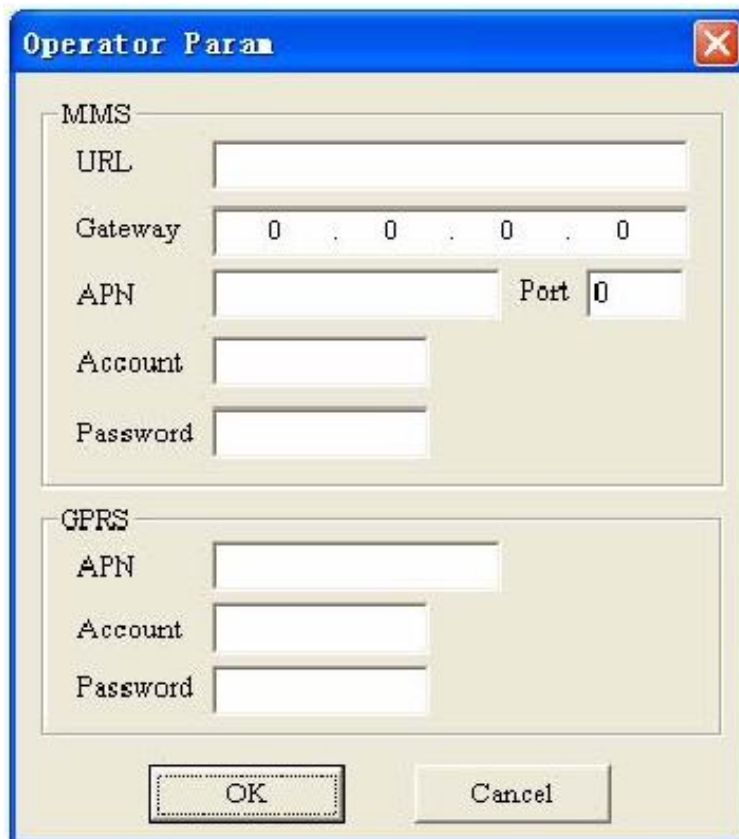 Operator Param
MMS
URL
Gateway 0 . 0 . 0 . 0
APN Port 0
Account
Password
GPRS
APN
Account
Password
OK Cancel